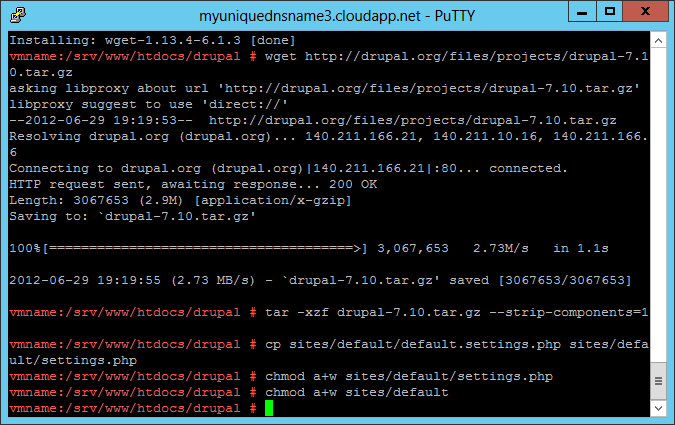 myuniquednsname3.cloudapp.net - PuTTY
Installing: wget-1.13.4-6.1.3 [done]
vmname:/srv/www/htdocs/drupal # wget http://drupal.org/files/projects/drupal-7.1
0.tar.gz
asking libproxy about url 'http://drupal.org/files/projects/drupal-7.10.tar.gz'
libproxy suggest to use 'direct://'
--2012-06-29 19:19:53--  http://drupal.org/files/projects/drupal-7.10.tar.gz
Resolving drupal.org (drupal.org)... 140.211.166.21, 140.211.10.16, 140.211.166.
6
Connecting to drupal.org (drupal.org)|140.211.166.21|:80... connected.
HTTP request sent, awaiting response... 200 OK
Length: 3067653 (2.9M) [application/x-gzip]
Saving to: `drupal-7.10.tar.gz'
100%[======================================>] 3,067,653   2.73M/s   in 1.1s
2012-06-29 19:19:55 (2.73 MB/s) - `drupal-7.10.tar.gz' saved [3067653/3067653]
vmname:/srv/www/htdocs/drupal # tar -xzf drupal-7.10.tar.gz --strip-components=1
vmname:/srv/www/htdocs/drupal # cp sites/default/default.settings.php sites/defa
ult/settings.php
vmname:/srv/www/htdocs/drupal # chmod a+w sites/default/settings.php
vmname:/srv/www/htdocs/drupal # chmod a+w sites/default
vmname:/srv/www/htdocs/drupal #